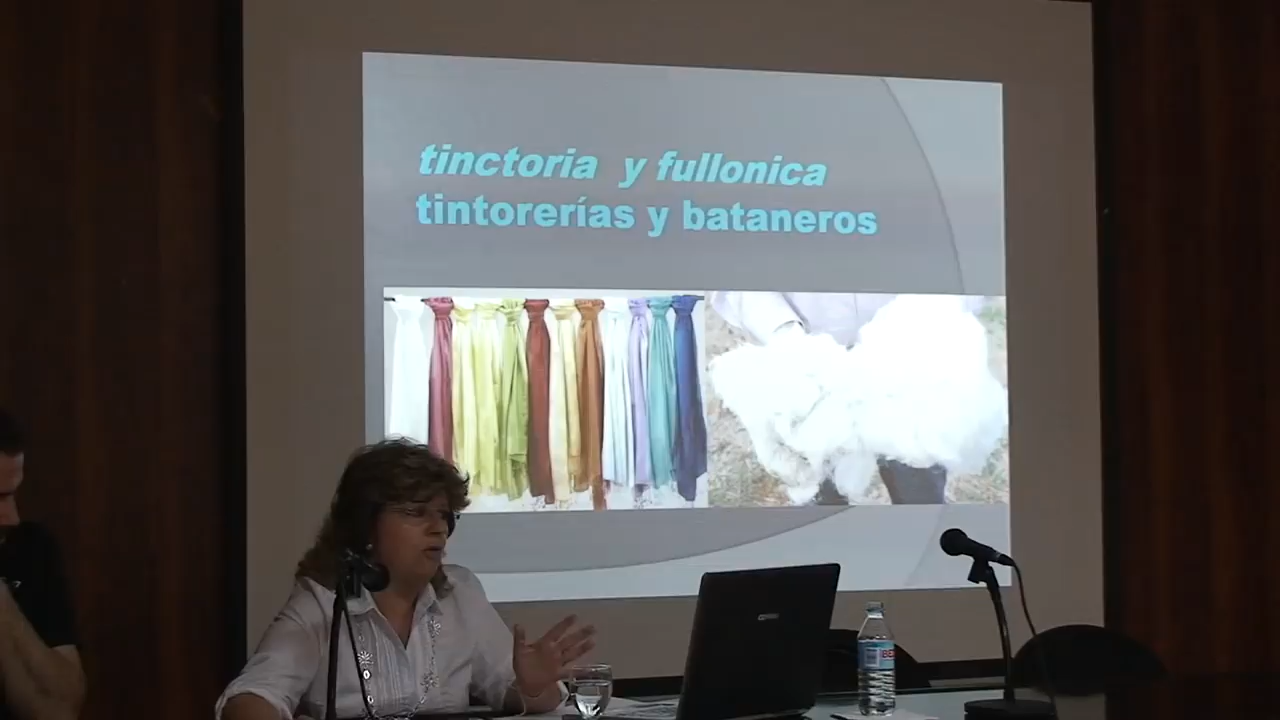 tinctoria y fullonica
tintorerías y bataneros